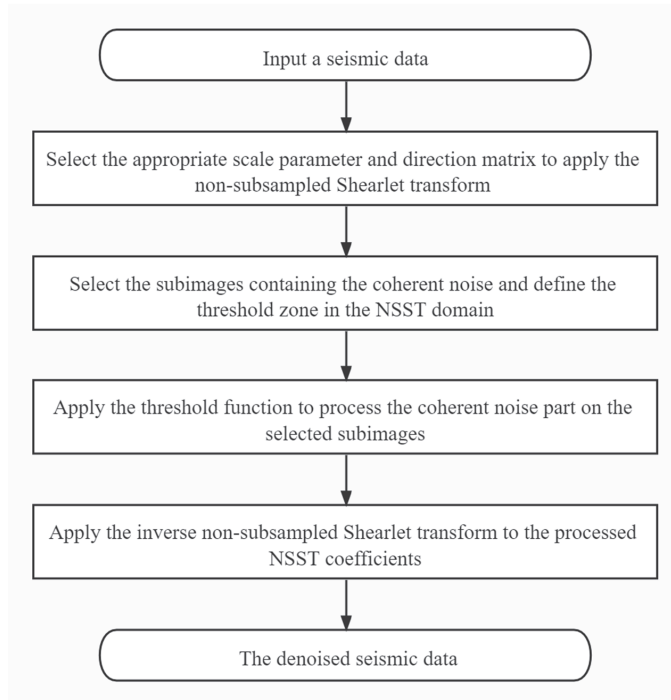 Input a seismic data
Select the appropriate scale parameter and direction matrix to apply the
non-subsampled Shearlet transform
Select the subimages containing the coherent noise and define the
threshold zone in the NSST domain
Apply the threshold function to process the coherent noise part on the
selected subimages
Apply the inverse non-subsampled Shearlet transform to the processed
NSST coefficients
The denoised seismic data